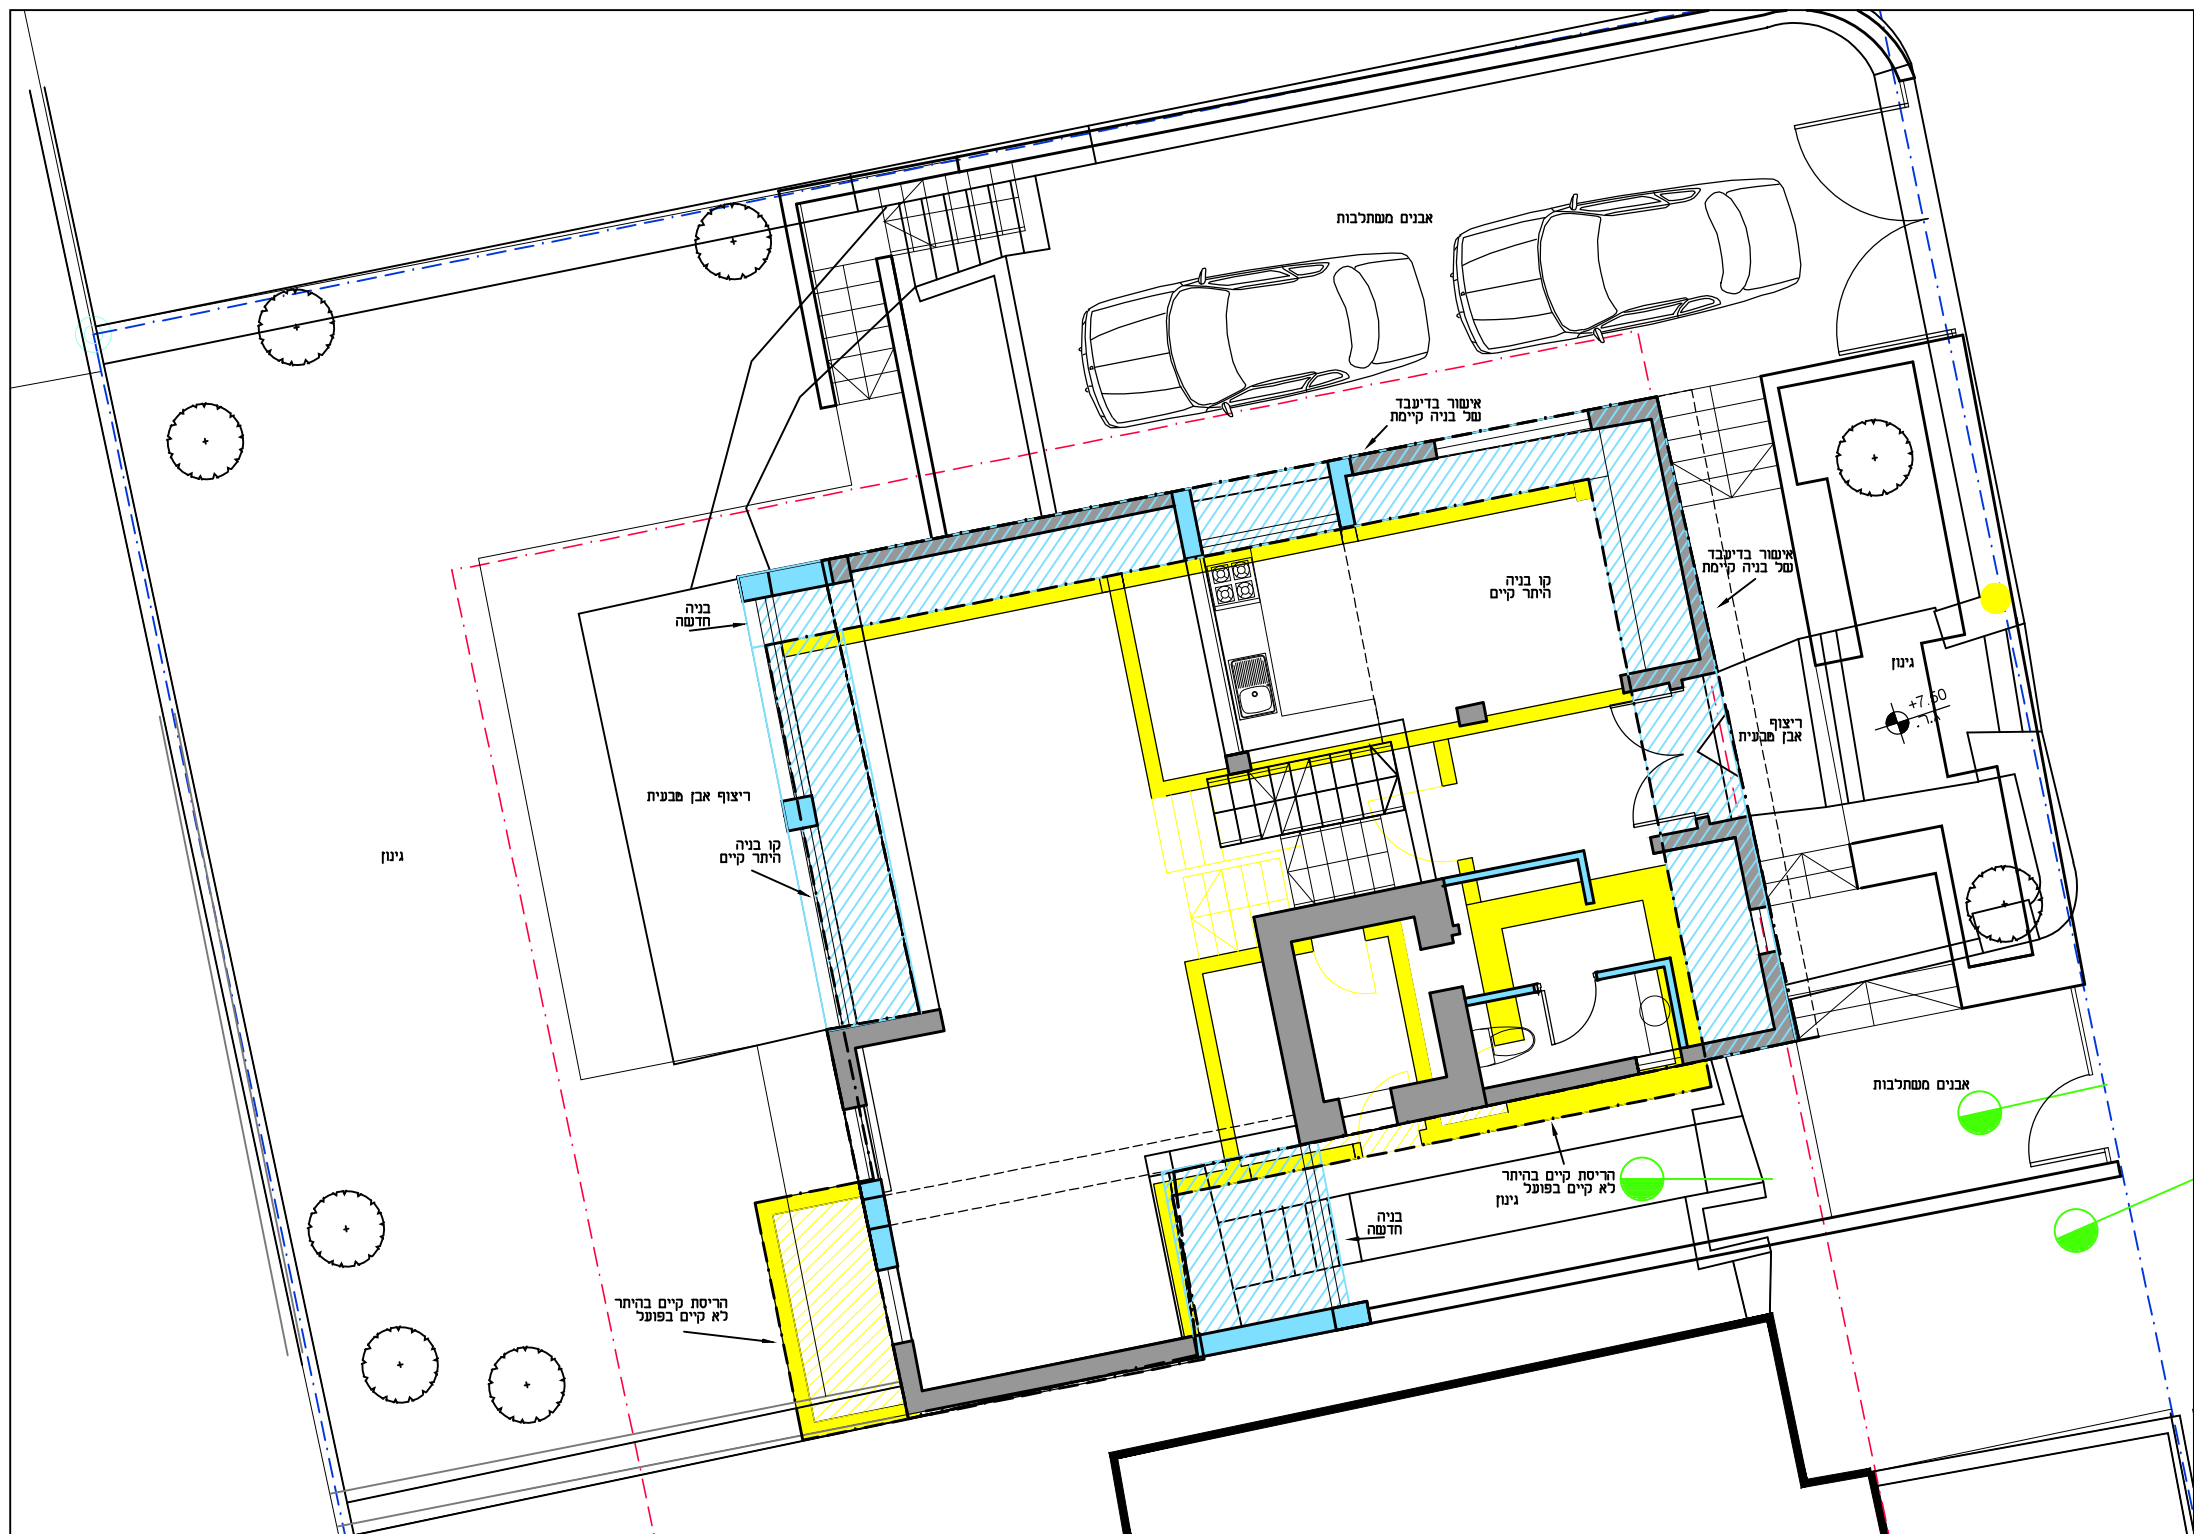 אבנים משתלבות
אישור בדיעבד
של בניה קיימת
אישור בדיעבד
של בניה קיימת
קו בניה
היתר קיים
בניה
חדשה
גינון
+7.50
ר.ג.
ריצוף
אבן טבעית
ריצוף אבן טבעית
קו בניה
היתר קיים
גינון
אבנים משתלבות
הריסת קיים בהיתר
לא קיים בפועל
גינון
בניה
חדשה
הריסת קיים בהיתר
לא קיים בפועל